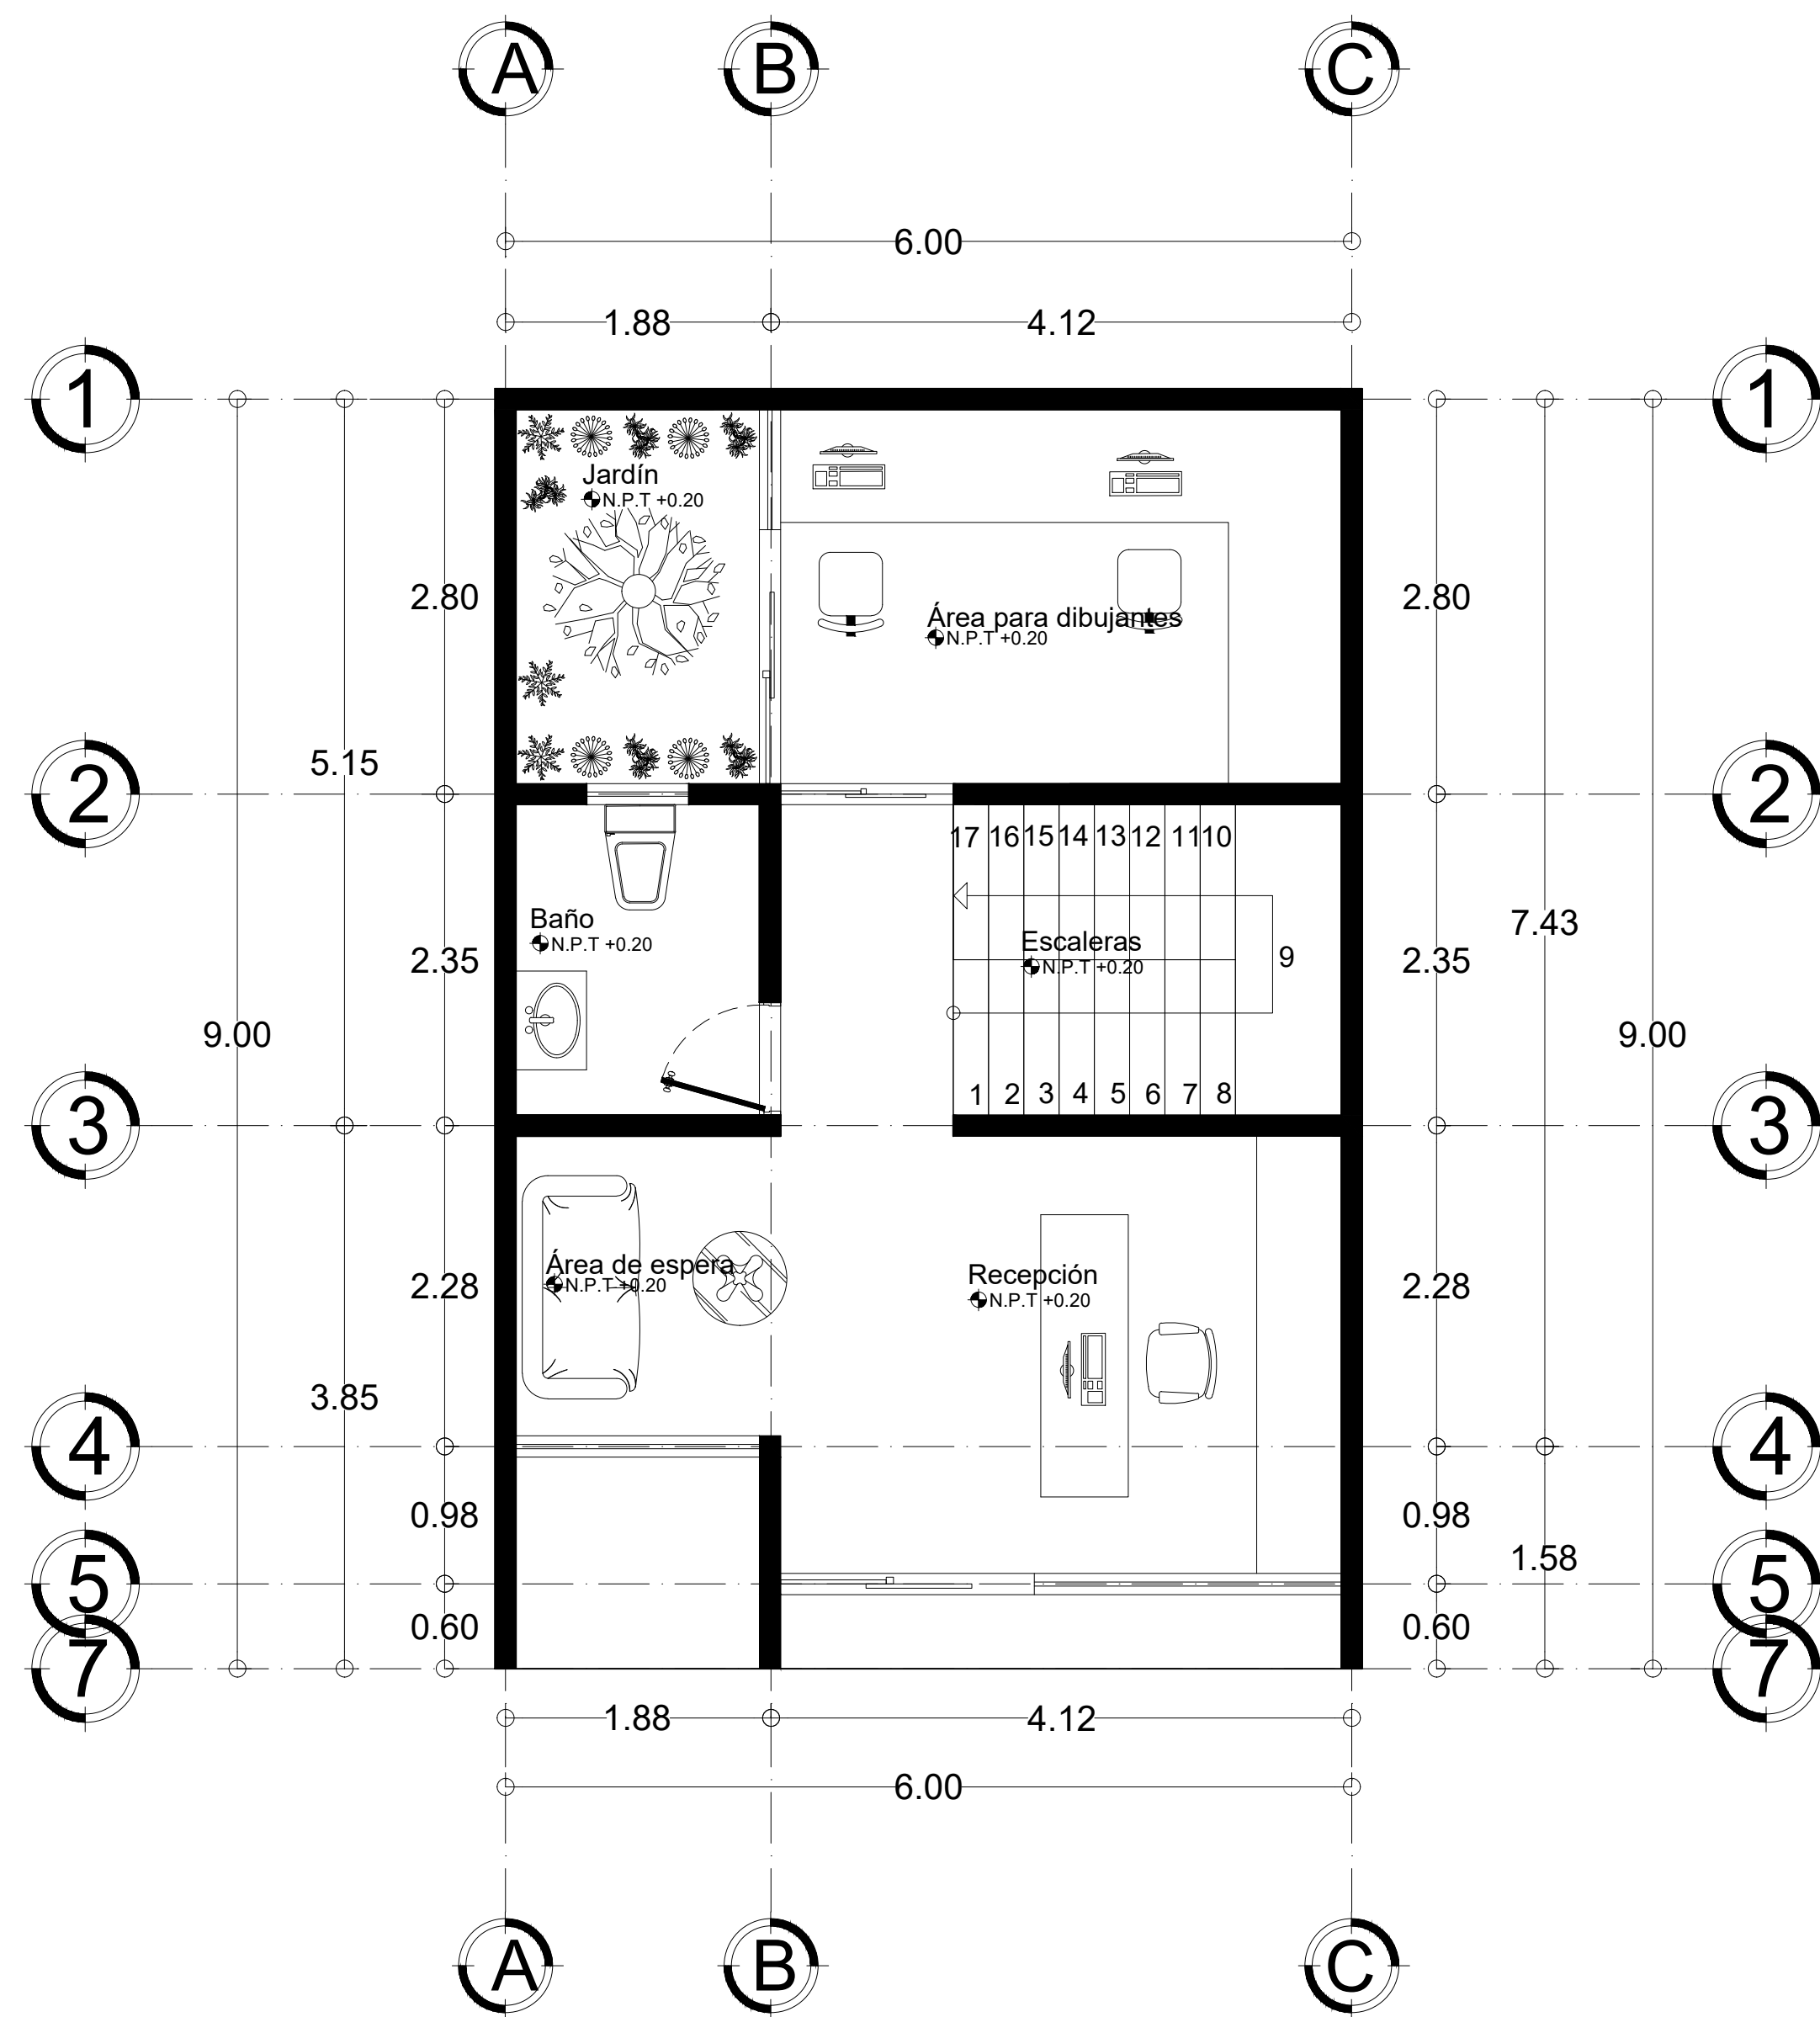 A B C
6.00
1.88 4.12
1 1
Jardín
N.P.T +0.20
2.80 2.80
Área para dibujantes
N.P.T +0.20
5.15
2 2
17 16 15 14 13 12 11 10
Baño
N.P.T +0.20
7.43
Escaleras
N.P.T +0.20
2.35 9 2.35
9.00 9.00
1 2 3 4 5 6 7 8
3 3
Área de espera
N.P.T +0.20
Recepción
N.P.T +0.20
2.28 2.28
3.85
4 4
0.98 0.98
1.58
5 5
0.60 0.60
7 7
1.88 4.12
6.00
A B C